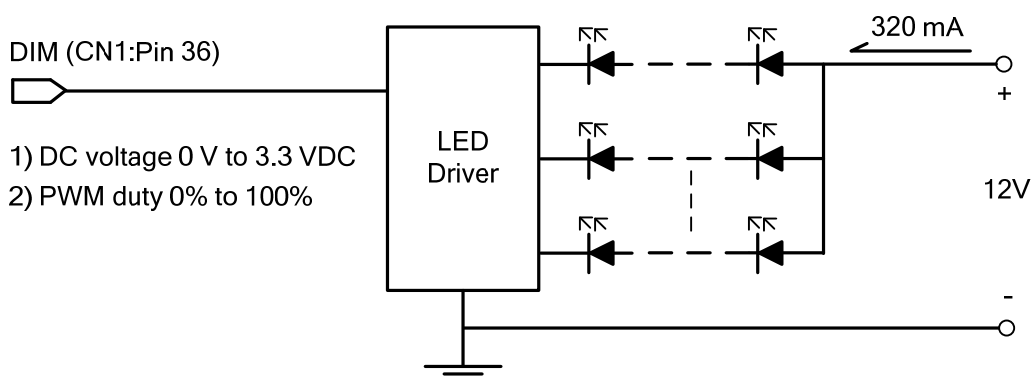 320 mA
DIM (CN1:Pin 36)
+
LED
Driver
1) DC voltage 0 V to 3.3 VDC
2) PWM duty 0% to 100%
12V
-